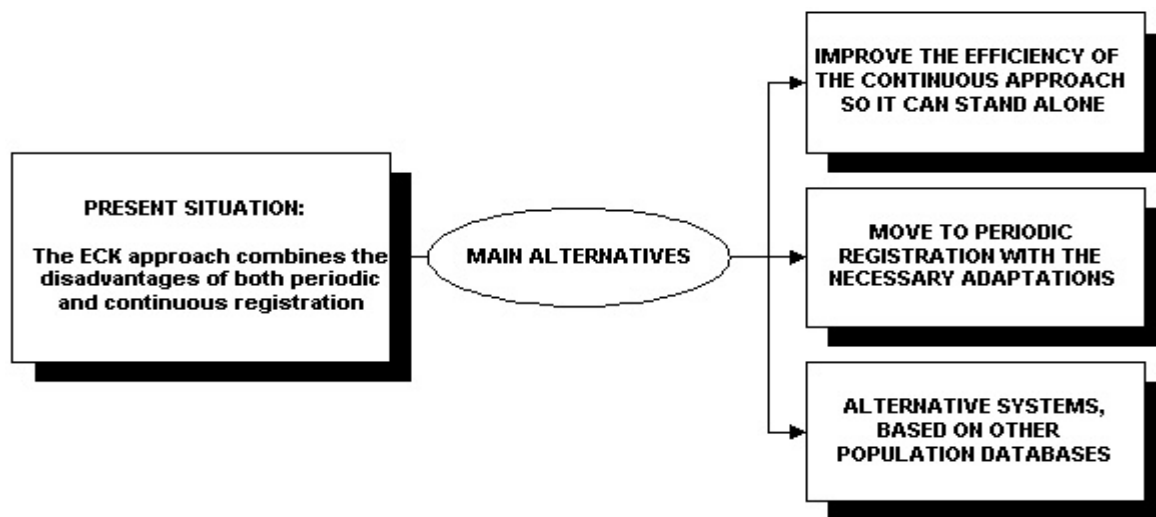 PRESENT SITUATION:
The ECK approach combines the
disadvantages of both periodic
and continuous registration
MAIN ALTERNATIVES
IMPROVE THE EFFICIENCY OF
THE CONTINUOUS APPROACH
SO IT CAN STAND ALONE
MOVE TO PERIODIC
REGISTRATION WITH THE
NECESSARY ADAPTATIONS
ALTERNATIVE SYSTEMS,
BASED ON OTHER
POPULATION DATABASES